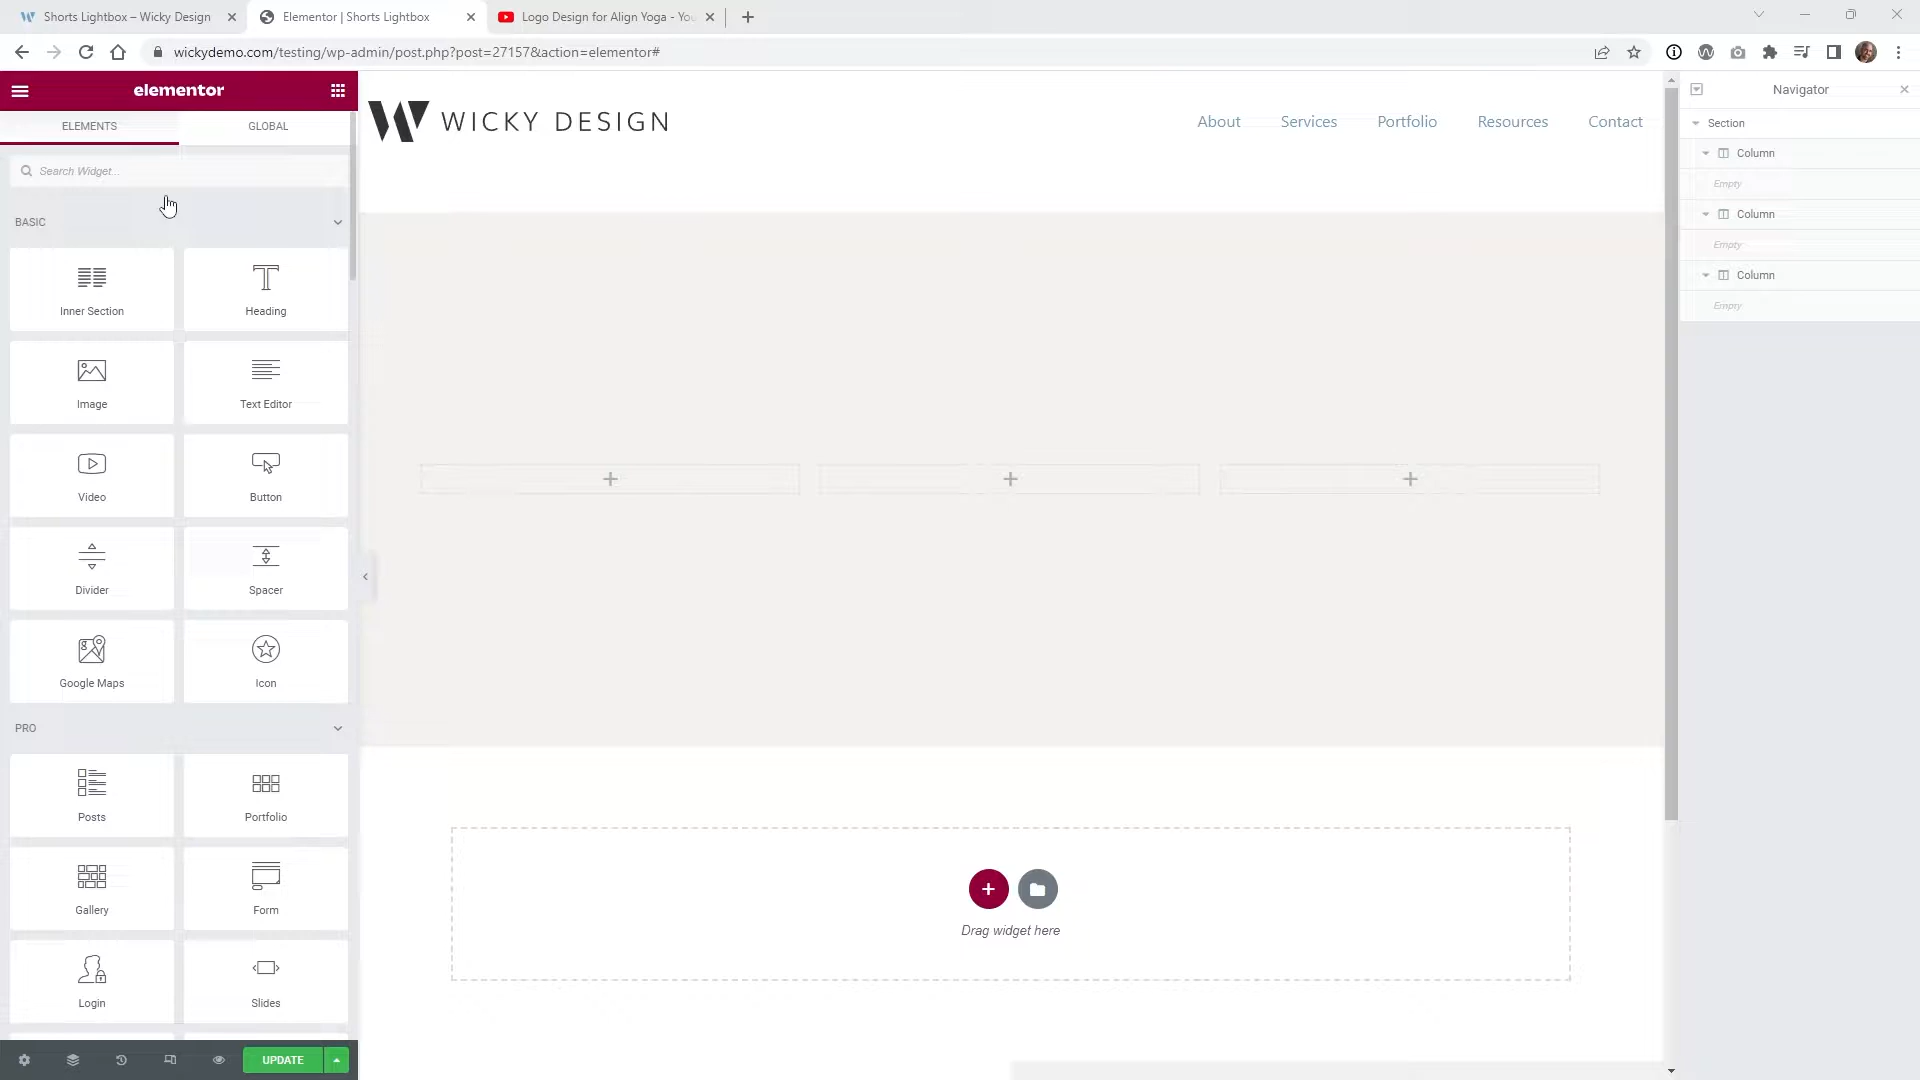 Shorts Lightbox – Wicky Design
Elementor | Shorts Lightbox
Logo Design for Align Yoga - You
wickydemo.com/testing/wp-admin/post.php?post=27157&action=elementor#
elementor
ELEMENTS
GLOBAL
Search Widget...
BASIC
Inner Section
Heading
Image
Text Editor
Video
Button
Divider
Spacer
Google Maps
Icon
PRO
Posts
Portfolio
Gallery
Form
Login
Slides
UPDATE
W WICKY DESIGN
About
Services
Portfolio
Resources
Contact
Drag widget here
Navigator
Section
Column
Empty
Column
Empty
Column
Empty